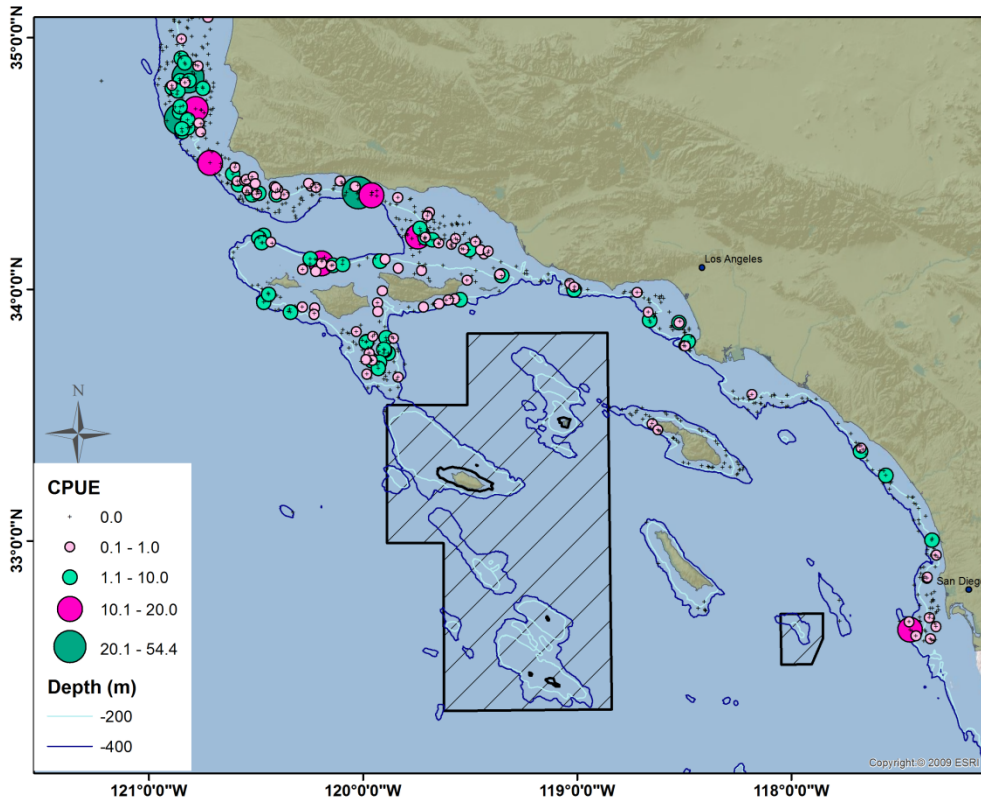 35°0'0"N
34°0'0"N
33°0'0"N
Los Angeles
San Dieg
N
CPUE
0.0
0.1 - 1.0
1.1 - 10.0
10.1 - 20.0
20.1 - 54.4
Depth (m)
-200
-400
Copyright © 2009 ESRI
121°0'0"W
120°0'0"W
119°0'0"W
118°0'0"W